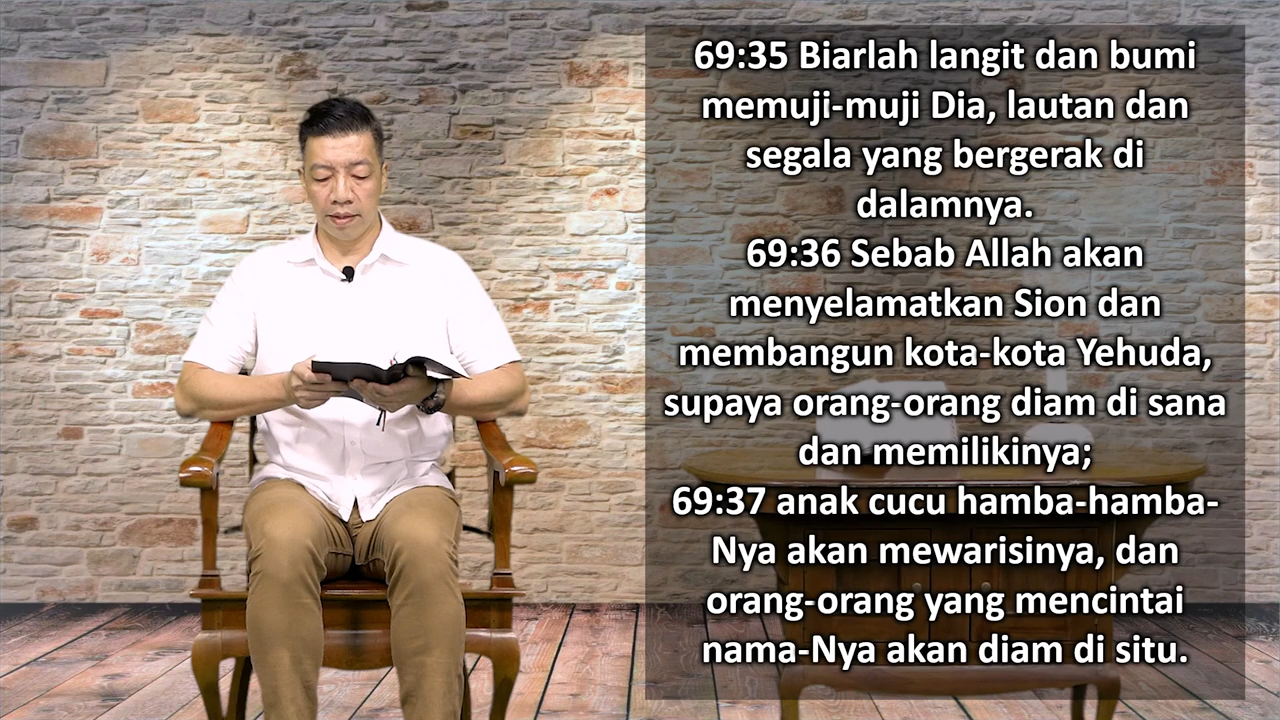 69:35 Biarlah langit dan bumi
memuji-muji Dia, lautan dan
segala yang bergerak di
dalamnya.
69:36 Sebab Allah akan
menyelamatkan Sion dan
membangun kota-kota Yehuda,
supaya orang-orang diam di sana
dan memilikinya;
69:37 anak cucu hamba-hamba-
Nya akan mewarisinya, dan
orang-orang yang mencintai
nama-Nya akan diam di situ.